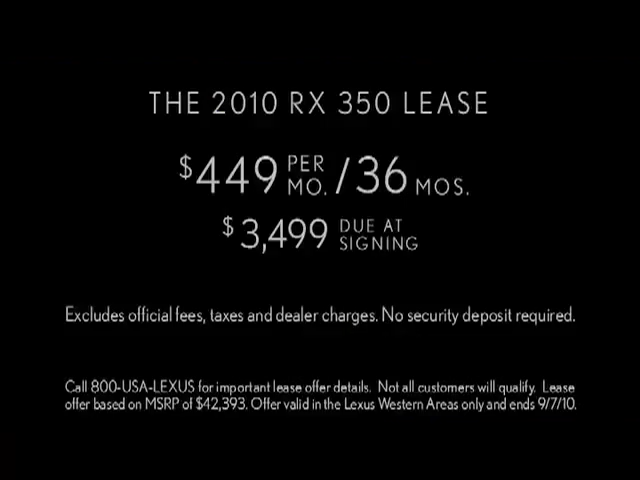 THE 2010 RX 350 LEASE
$449 PER MO. / 36 MOS.
$3,499 DUE AT SIGNING
Excludes official fees, taxes and dealer charges. No security deposit required.
Call 800-USA-LEXUS for important lease offer details. Not all customers will qualify. Lease
offer based on MSRP of $42,393. Offer valid in the Lexus Western Areas only and ends 9/7/10.